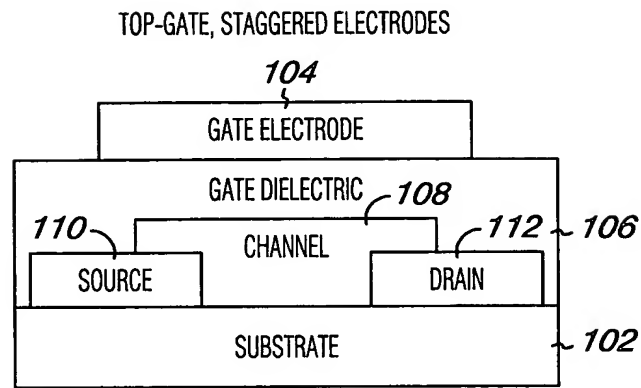 TOP-GATE, STAGGERED ELECTRODES
104
GATE ELECTRODE
GATE DIELECTRIC
108
110
CHANNEL
112
106
SOURCE
DRAIN
SUBSTRATE
102